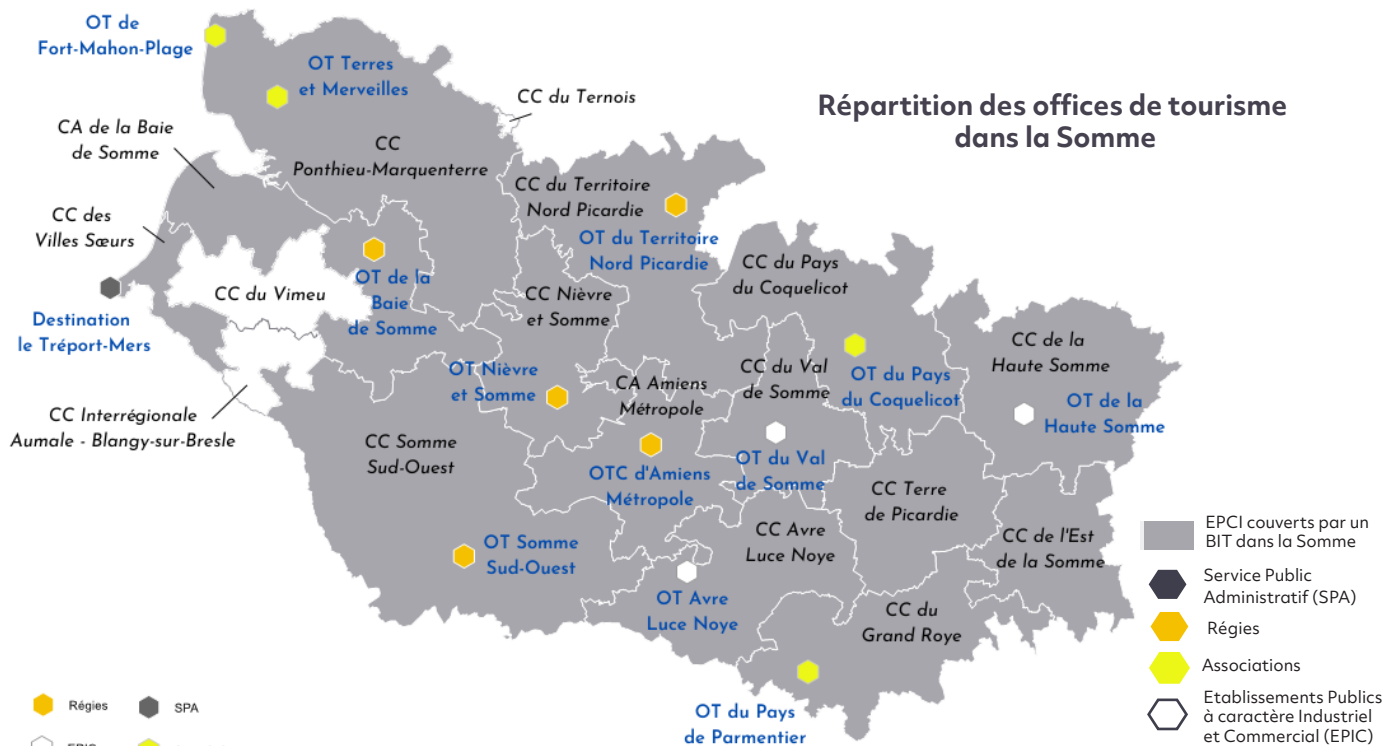 Répartition des offices de tourisme
dans la Somme
OT de
Fort-Mahon-Plage
OT Terres
et Merveilles
CC du Ternois
CA de la Baie
de Somme
CC
Ponthieu-Marquenterre
CC du Territoire
Nord Picardie
CC des
Villes Sœurs
OT du Territoire
Nord Picardie
CC du Pays
du Coquelicot
CC du Vimeu
OT de la
Baie
de Somme
CC Nièvre
et Somme
Destination
le Tréport-Mers
CC de la
Haute Somme
OT Nièvre
et Somme
CA Amiens
Métropole
CC du Val
de Somme
OT du Pays
du Coquelicot
OT de la
Haute Somme
CC Interrégionale
Aumale - Blangy-sur-Bresle
CC Somme
Sud-Ouest
OTC d'Amiens
Métropole
OT du Val
de Somme
CC Terre
de Picardie
OT Somme
Sud-Ouest
CC Avre
Luce Noye
CC de l'Est
de la Somme
OT Avre
Luce Noye
CC du
Grand Roye
OT du Pays
de Parmentier
EPCI couverts par un
BIT dans la Somme
Service Public
Administratif (SPA)
Régies
Associations
Etablissements Publics
à caractère Industriel
et Commercial (EPIC)
Régies
SPA